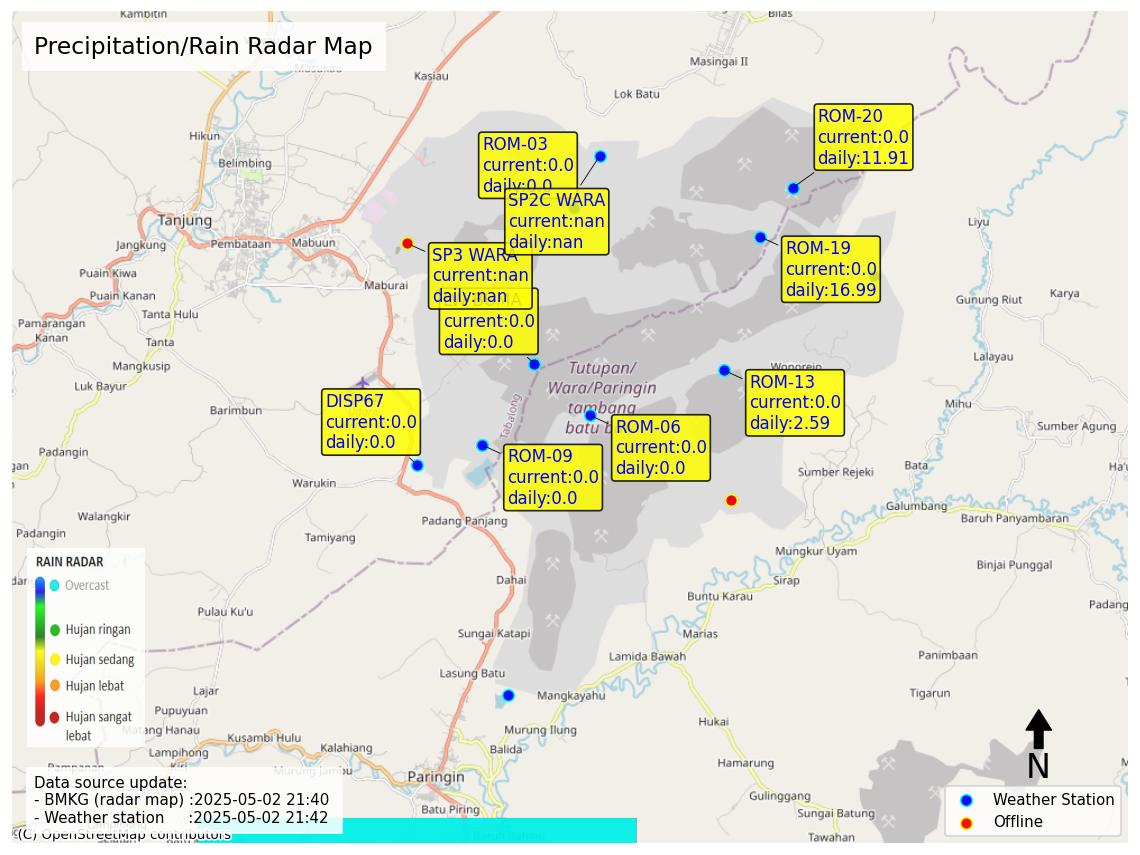 Kambitin
Bilas
Precipitation/Rain Radar Map
Masukau
Kasiau
Masingai II
Lok Batu
Hikun
Belimbing
ROM-03
current:0.0
daily:0.0
ROM-20
current:0.0
daily:11.91
SP2C WARA
current:nan
daily:nan
Tanjung
Liyu
Jangkung
Pembataan
Mabuun
SP3 WARA
current:nan
daily:nan
ROM-19
current:0.0
daily:16.99
Puain Kiwa
Maburai
Puain Kanan
Tanta Hulu
current:0.0
daily:0.0
Gunung Riut
Karya
Pamarangan
Kanan
Tanta
Mangkusip
Lalayau
Luk Bayur
Tutupan/
Wara/Paringin
tambang
batu b
Wonorejo
ROM-13
current:0.0
daily:2.59
Barimbun
DISP67
current:0.0
daily:0.0
Tabalong
ROM-06
current:0.0
daily:0.0
Mihu
Sumber Agung
Padangin
ROM-09
current:0.0
daily:0.0
Bata
Warukin
Sumber Rejeki
Galumbang
Walangkir
Padang Panjang
Baruh Panyambaran
Padangin
Tamiyang
Mungkur Uyam
Binjai Punggal
RAIN RADAR
Overcast
Hujan ringan
Hujan sedang
Hujan lebat
Hujan sangat
lebat
Dahai
Sirap
Buntu Karau
Padang
Pulau Ku'u
Sungai Katapi
Marias
Lamida Bawah
Panimbaan
Lasung Batu
Lajar
Mangkayahu
Tigarun
Pupuyuan
Matang Hanau
Hukai
Murung Ilung
Kusambi Hulu
Kalahiang
Balida
Lampihong
Kiri
N
Pampanan
Murung Jambu
Paringin
Hamarung
Data source update:
- BMKG (radar map) :2025-05-02 21:40
- Weather station :2025-05-02 21:42
Gulinggang
Weather Station
Offline
Batu Piring
Sungai Batung
(C) OpenStreetMap contributors
Tawahan